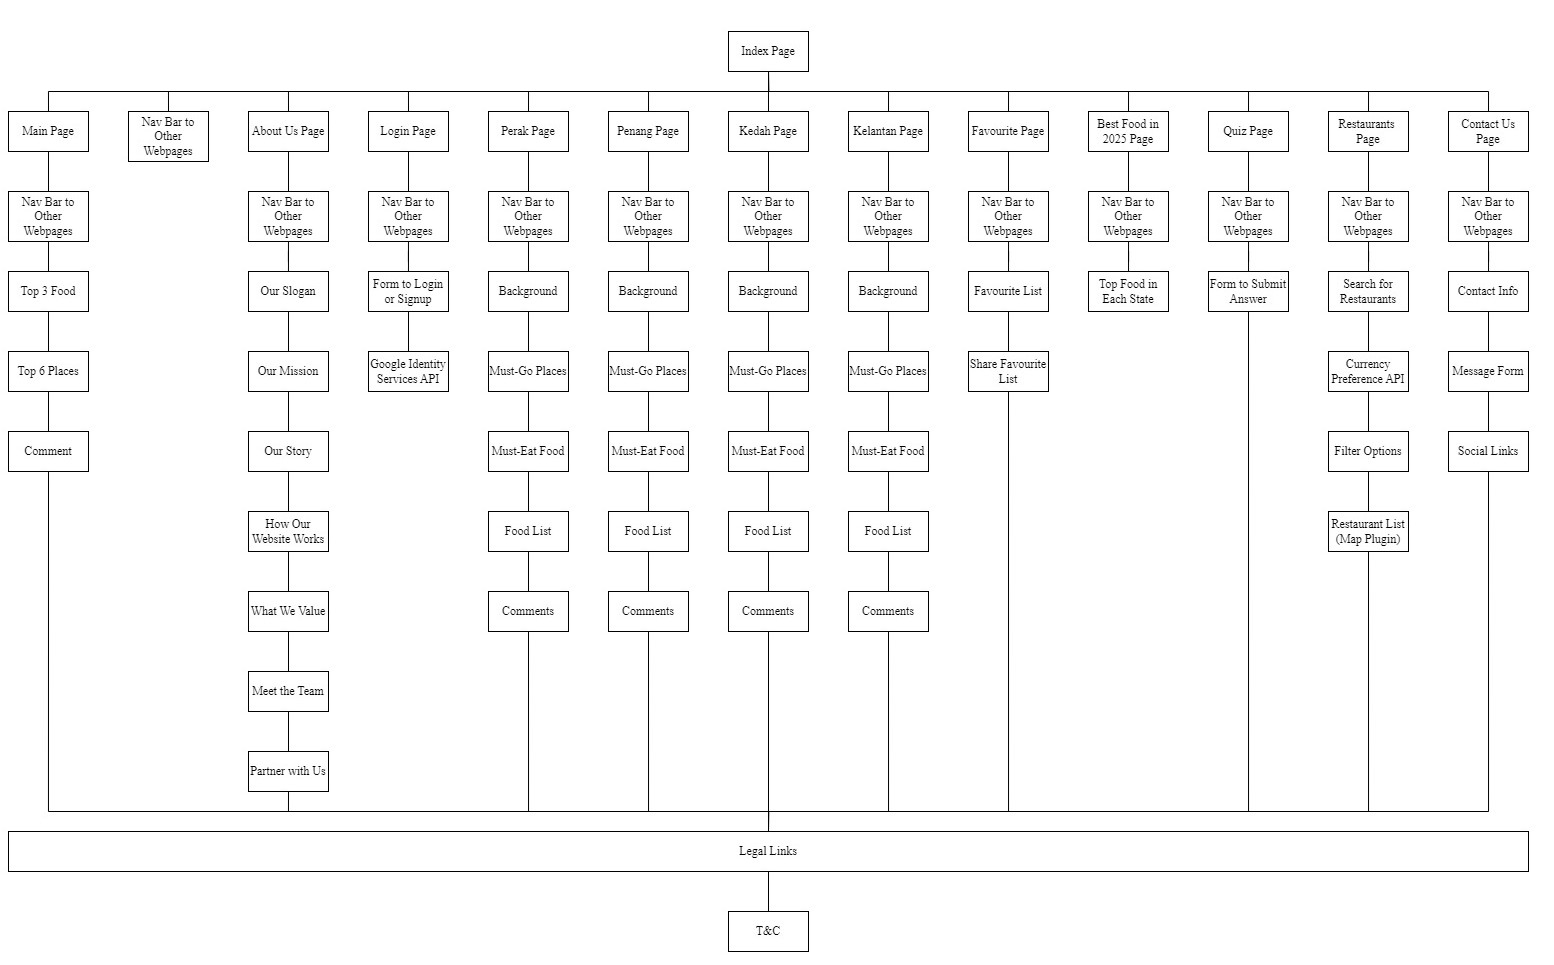 Index Page
Main Page
Nav Bar to
Other
Webpages
About Us Page
Login Page
Perak Page
Penang Page
Kedah Page
Kelantan Page
Favourite Page
Best Food in
2025 Page
Quiz Page
Restaurants
Page
Contact Us
Page
Nav Bar to
Other
Webpages
Nav Bar to
Other
Webpages
Nav Bar to
Other
Webpages
Nav Bar to
Other
Webpages
Nav Bar to
Other
Webpages
Nav Bar to
Other
Webpages
Nav Bar to
Other
Webpages
Nav Bar to
Other
Webpages
Nav Bar to
Other
Webpages
Nav Bar to
Other
Webpages
Nav Bar to
Other
Webpages
Nav Bar to
Other
Webpages
Top 3 Food
Our Slogan
Form to Login
or Signup
Background
Background
Background
Background
Favourite List
Top Food in
Each State
Form to Submit
Answer
Search for
Restaurants
Contact Info
Top 6 Places
Our Mission
Google Identity
Services API
Must-Go Places
Must-Go Places
Must-Go Places
Must-Go Places
Share Favourite
List
Currency
Preference API
Message Form
Comment
Our Story
Must-Eat Food
Must-Eat Food
Must-Eat Food
Must-Eat Food
Filter Options
Social Links
How Our
Website Works
Food List
Food List
Food List
Food List
Restaurant List
(Map Plugin)
What We Value
Comments
Comments
Comments
Comments
Meet the Team
Partner with Us
Legal Links
T&C